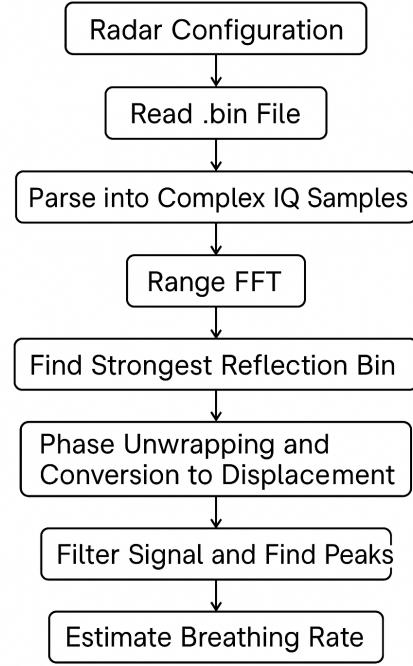 Radar Configuration
Read .bin File
Parse into Complex IQ Samples
Range FFT
Find Strongest Reflection Bin
Phase Unwrapping and
Conversion to Displacement
Filter Signal and Find Peaks
Estimate Breathing Rate